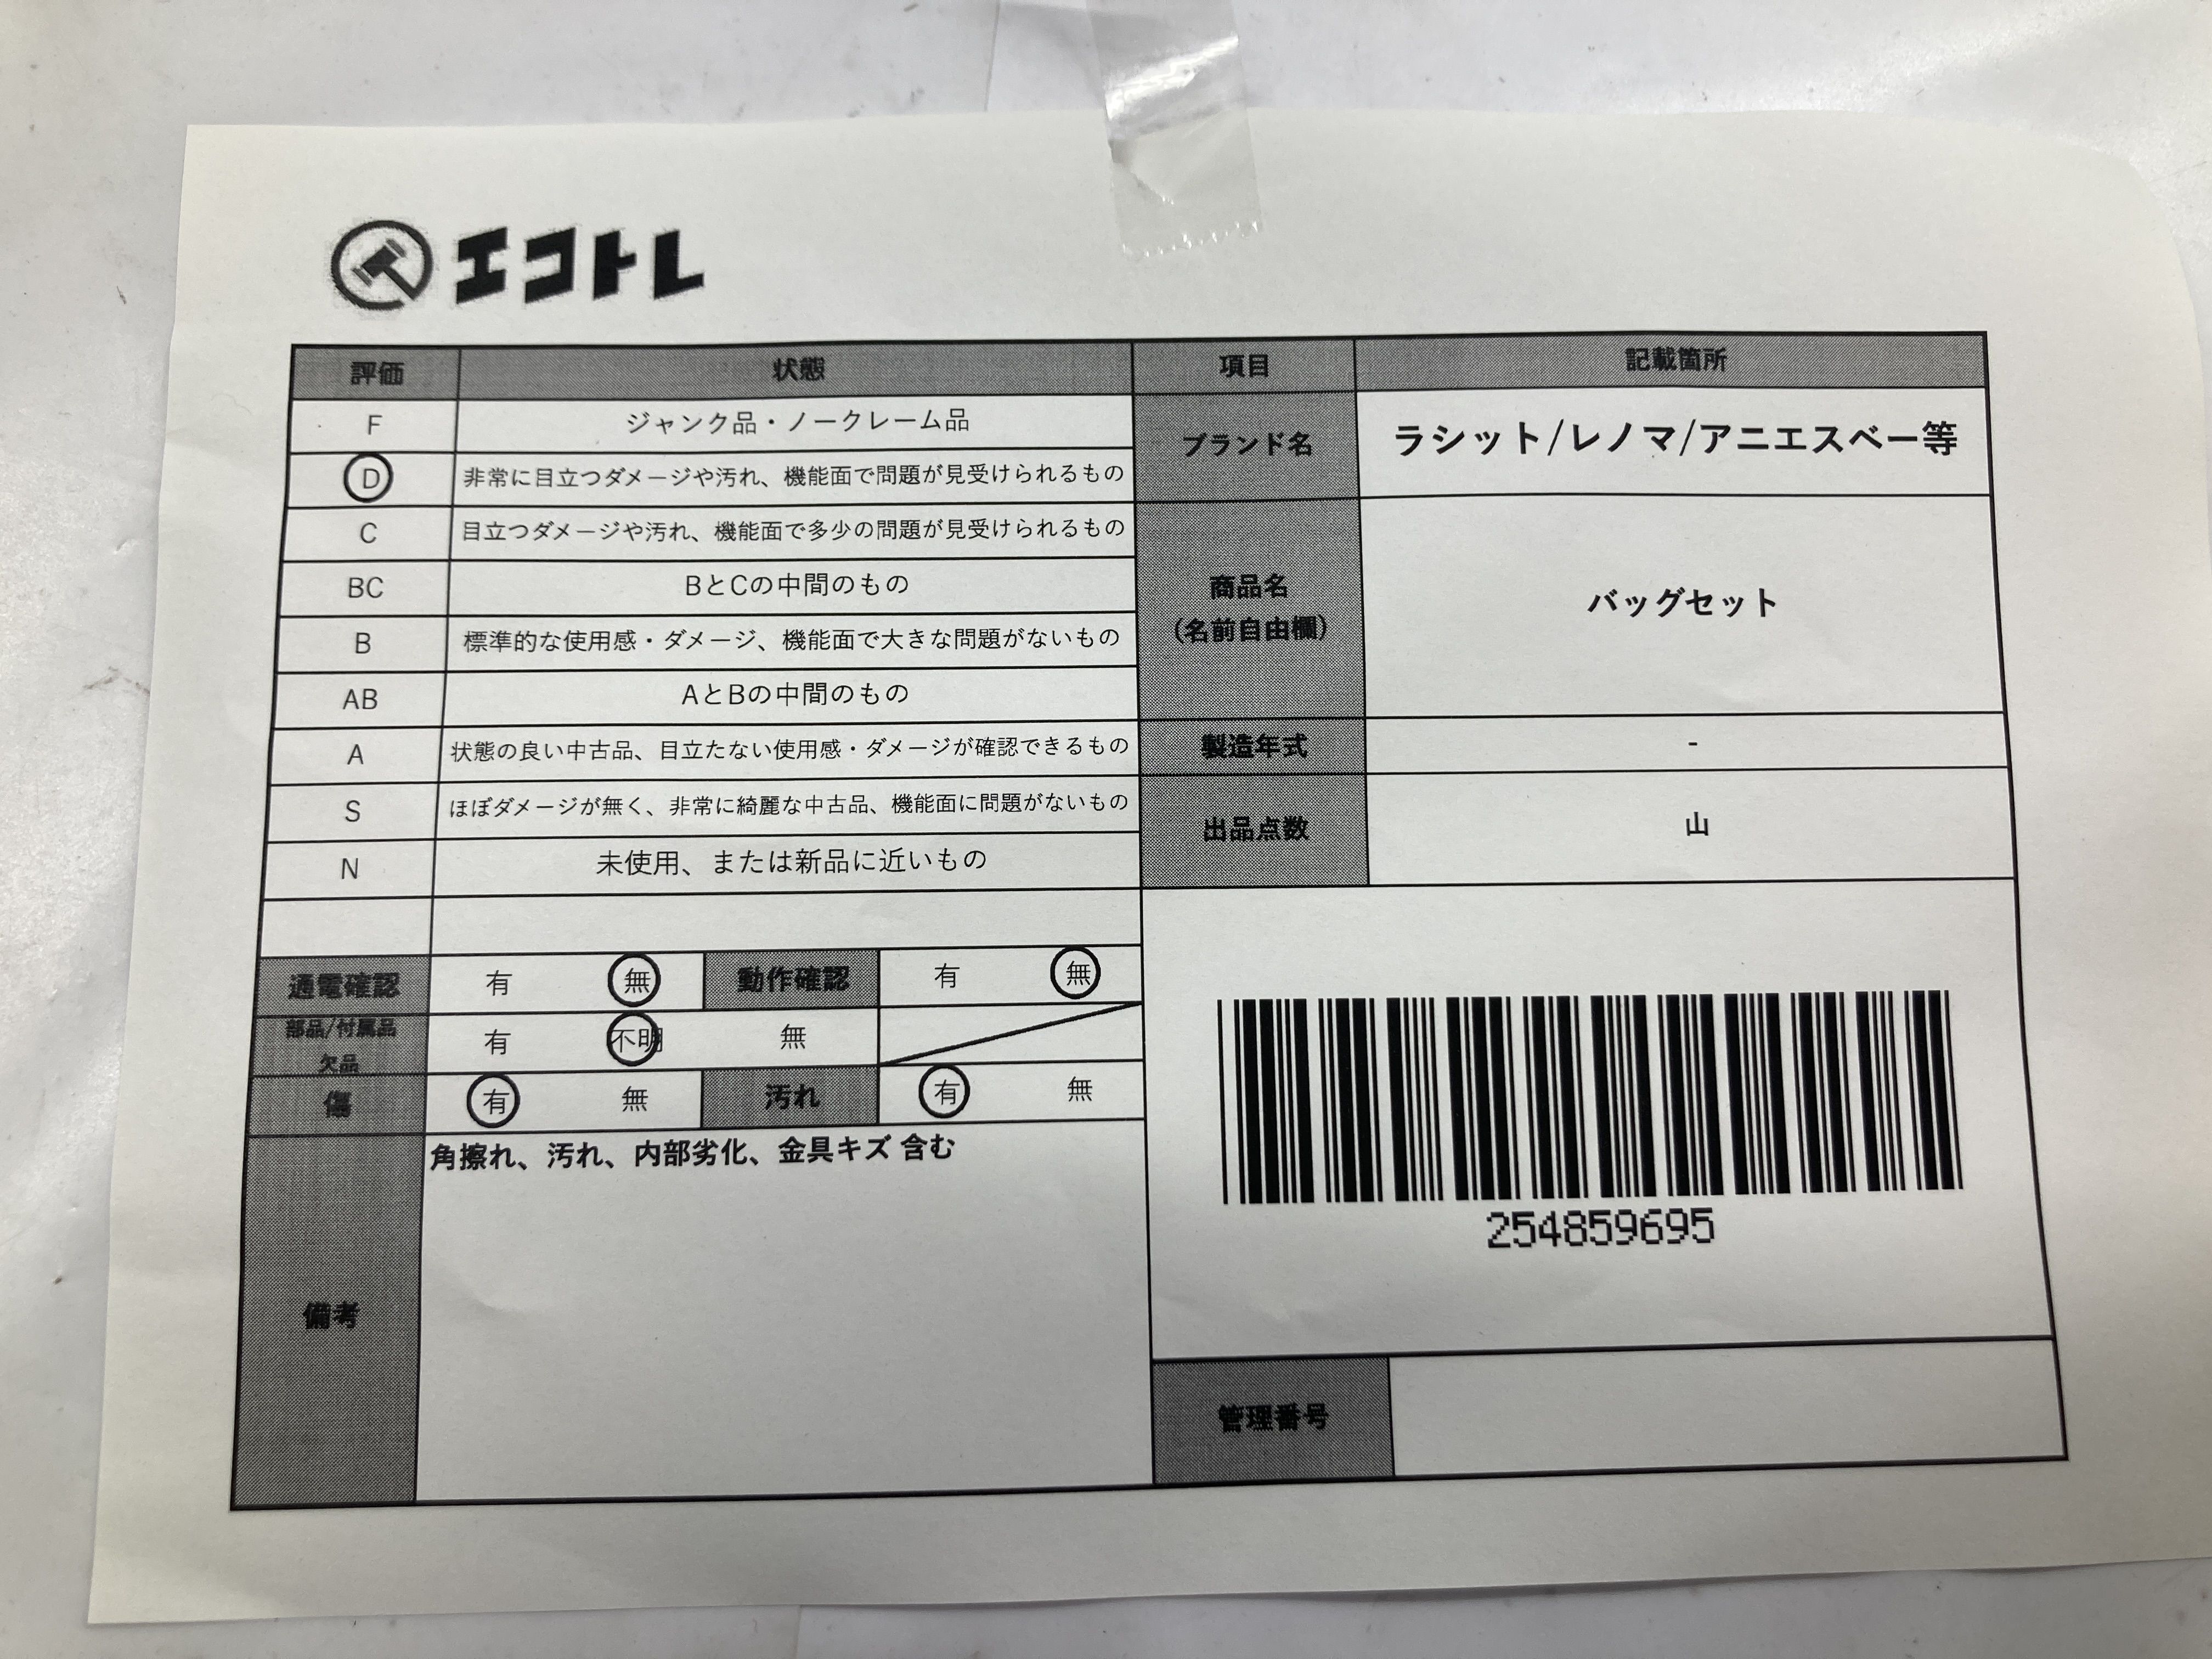 エコトレ
評価 状態 項目 記載箇所
F ジャンク品・ノークレーム品
D 非常に目立つダメージや汚れ、機能面で問題が見受けられるもの
ブランド名 ラシット/レノマ/アニエスベー等
C 目立つダメージや汚れ、機能面で多少の問題が見受けられるもの
BC BとCの中間のもの
商品名
(名前自由欄)
バッグセット
B 標準的な使用感・ダメージ、機能面で大きな問題がないもの
AB AとBの中間のもの
A 状態の良い中古品、目立たない使用感・ダメージが確認できるもの
製造年式 -
S ほぼダメージが無く、非常に綺麗な中古品、機能面に問題がないもの
出品点数 山
N 未使用、または新品に近いもの
通電確認 有 無 動作確認 有 無
部品/付属品
欠品
有 不明 無
傷 有 無 汚れ 有 無
備考
角擦れ、汚れ、内部劣化、金具キズ 含む
254859695
管理番号